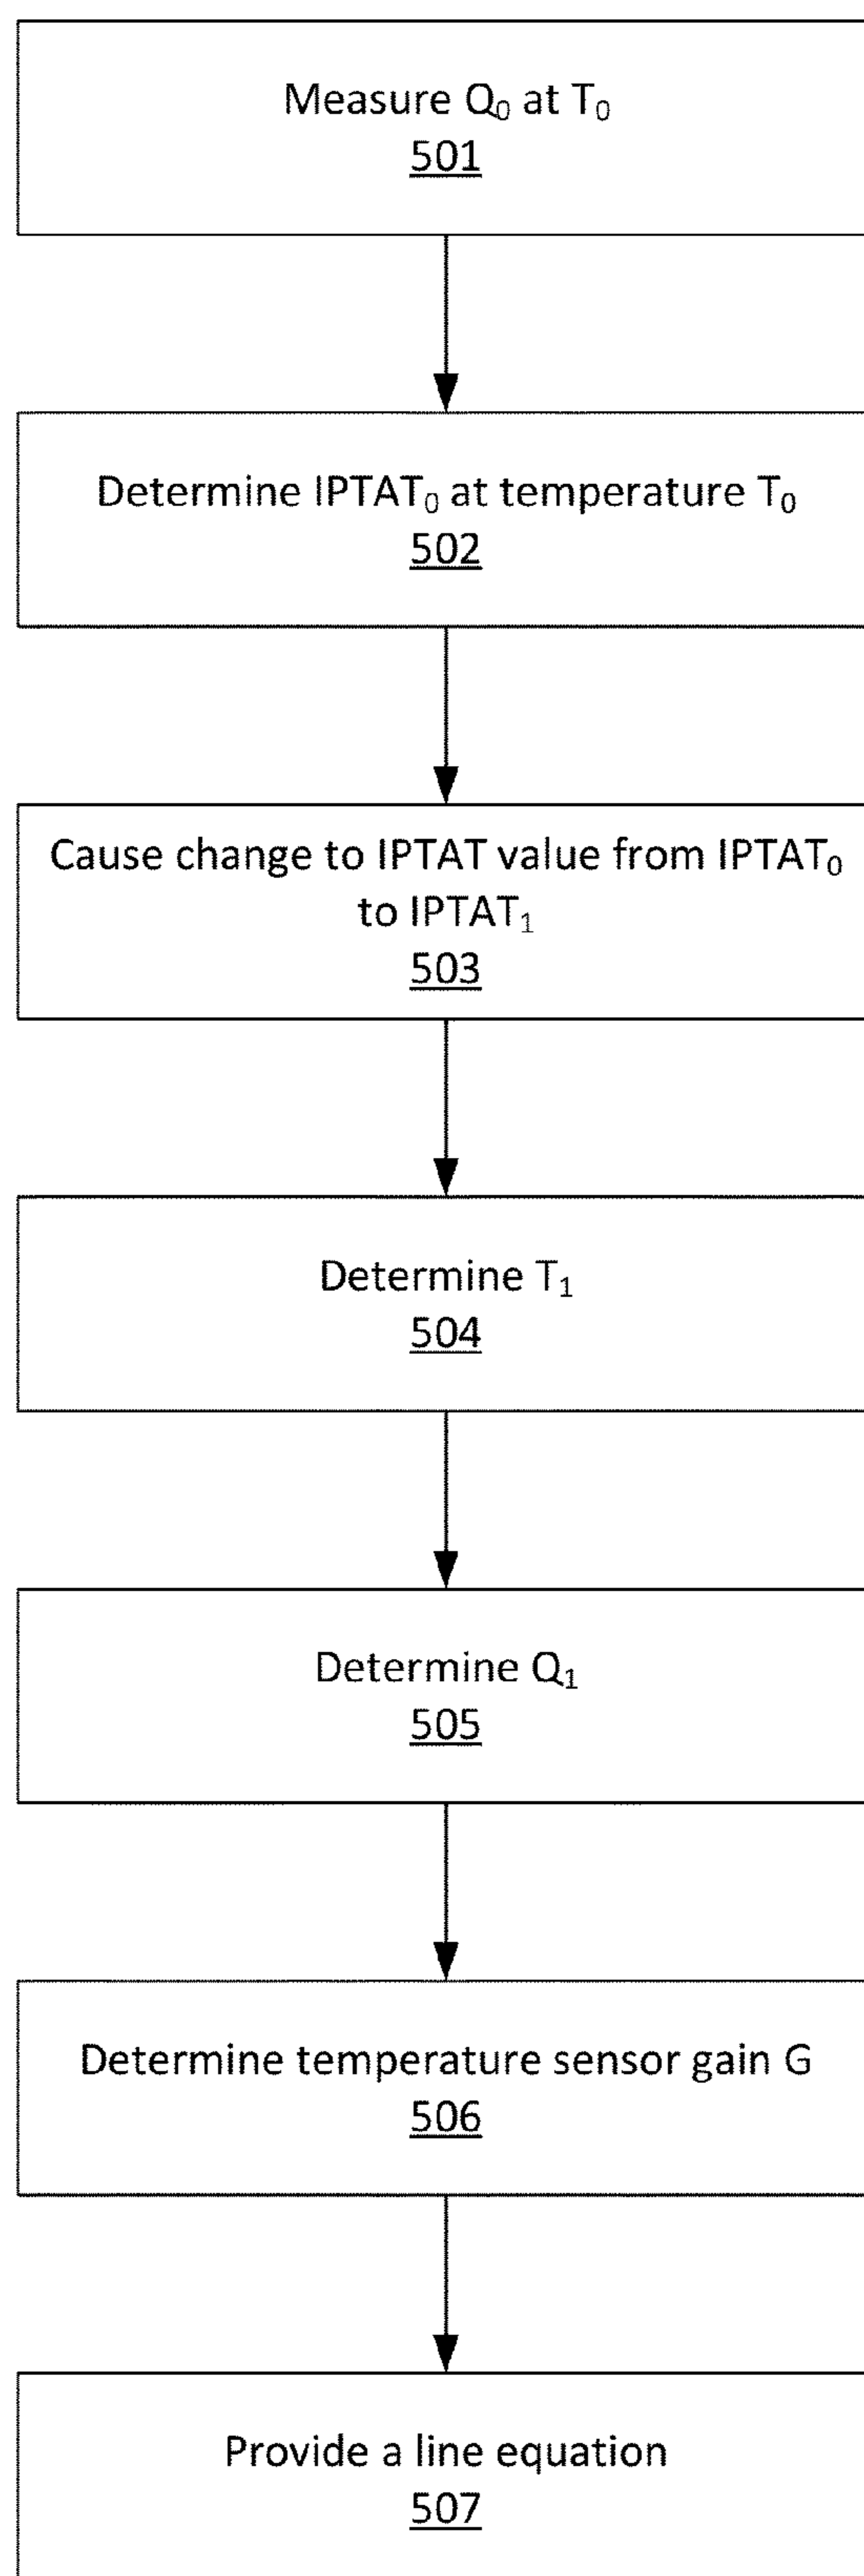 Measure Q₀ at T₀
501
Determine IPTAT₀ at temperature T₀
502
Cause change to IPTAT value from IPTAT₀
to IPTAT₁
503
Determine T₁
504
Determine Q₁
505
Determine temperature sensor gain G
506
Provide a line equation
507